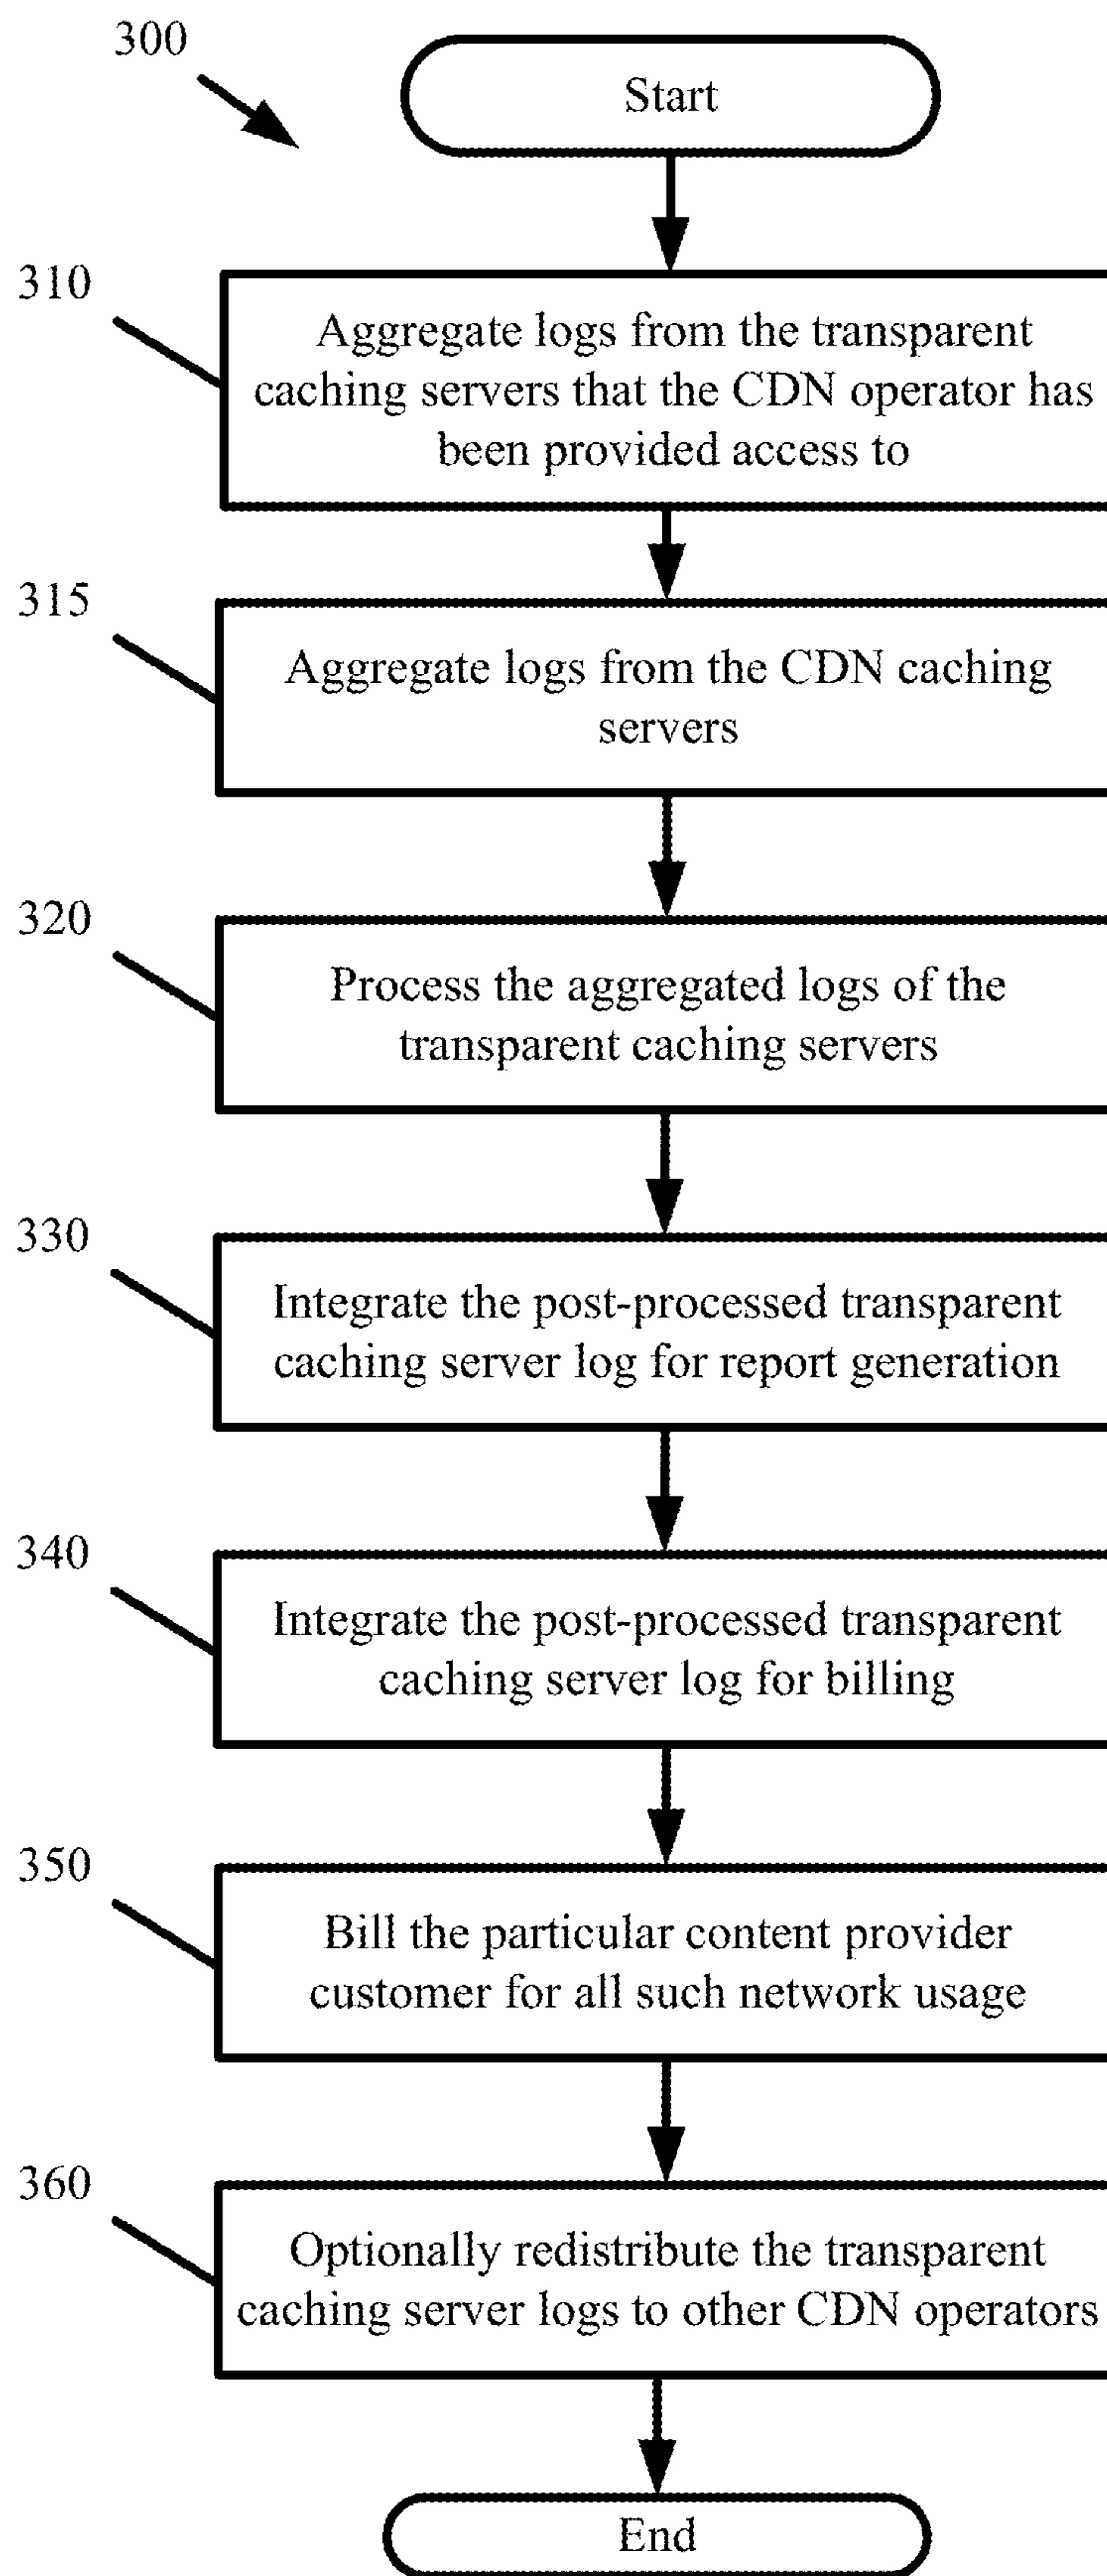 300
Start
310
Aggregate logs from the transparent
caching servers that the CDN operator has
been provided access to
315
Aggregate logs from the CDN caching
servers
320
Process the aggregated logs of the
transparent caching servers
330
Integrate the post-processed transparent
caching server log for report generation
340
Integrate the post-processed transparent
caching server log for billing
350
Bill the particular content provider
customer for all such network usage
360
Optionally redistribute the transparent
caching server logs to other CDN operators
End